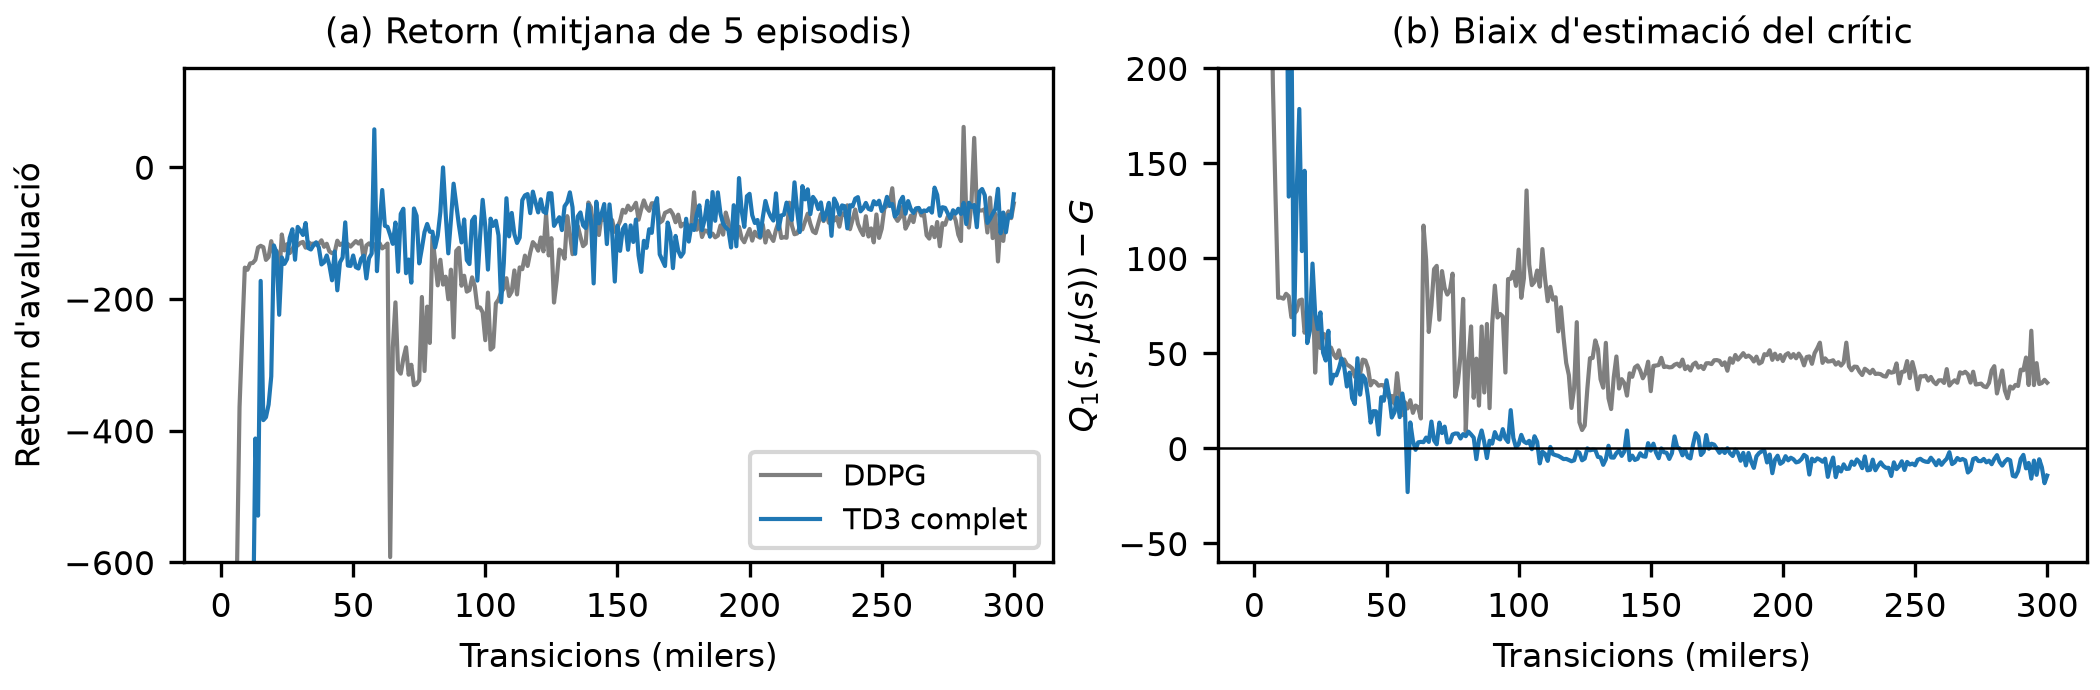 (a) Retorn (mitjana de 5 episodis)
Retorn d'avaluació
0
−200
−400
−600
DDPG
TD3 complet
0 50 100 150 200 250 300
Transicions (milers)
(b) Biaix d'estimació del crític
Q₁(s, μ(s)) − G
200
150
100
50
0
−50
0 50 100 150 200 250 300
Transicions (milers)